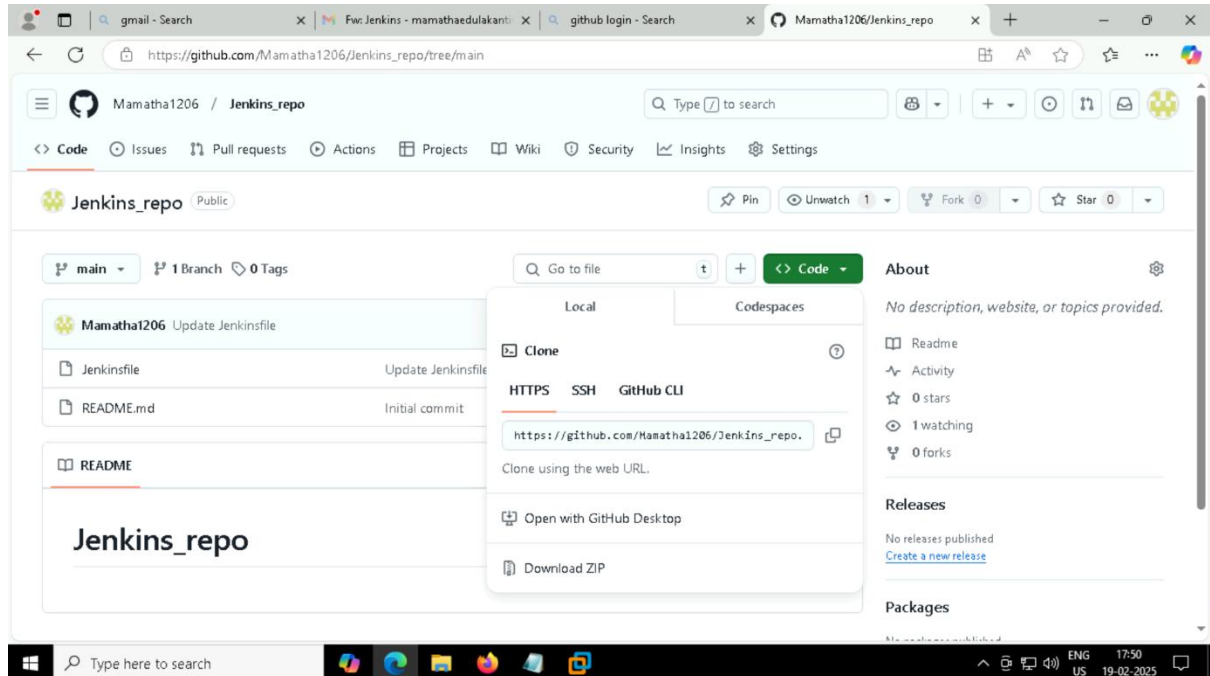 gmail - Search
Fw: Jenkins - mamathaedulakanti
github login - Search
Mamatha1206/Jenkins_repo
https://github.com/Mamatha1206/Jenkins_repo/tree/main
Mamatha1206 / Jenkins_repo
Type / to search
<> Code
Issues
Pull requests
Actions
Projects
Wiki
Security
Insights
Settings
Jenkins_repo Public
Pin
Unwatch 1
Fork 0
Star 0
main
1 Branch
0 Tags
Go to file t
<> Code
Mamatha1206 Update Jenkinsfile
Jenkinsfile Update Jenkinsfile
README.md Initial commit
README
Jenkins_repo
Local
Codespaces
Clone
HTTPS SSH GitHub CLI
https://github.com/Mamatha1206/Jenkins_repo.
Clone using the web URL.
Open with GitHub Desktop
Download ZIP
About
No description, website, or topics provided.
Readme
Activity
0 stars
1 watching
0 forks
Releases
No releases published
Create a new release
Packages
No packages published
Type here to search
ENG
US
17:50
19-02-2025